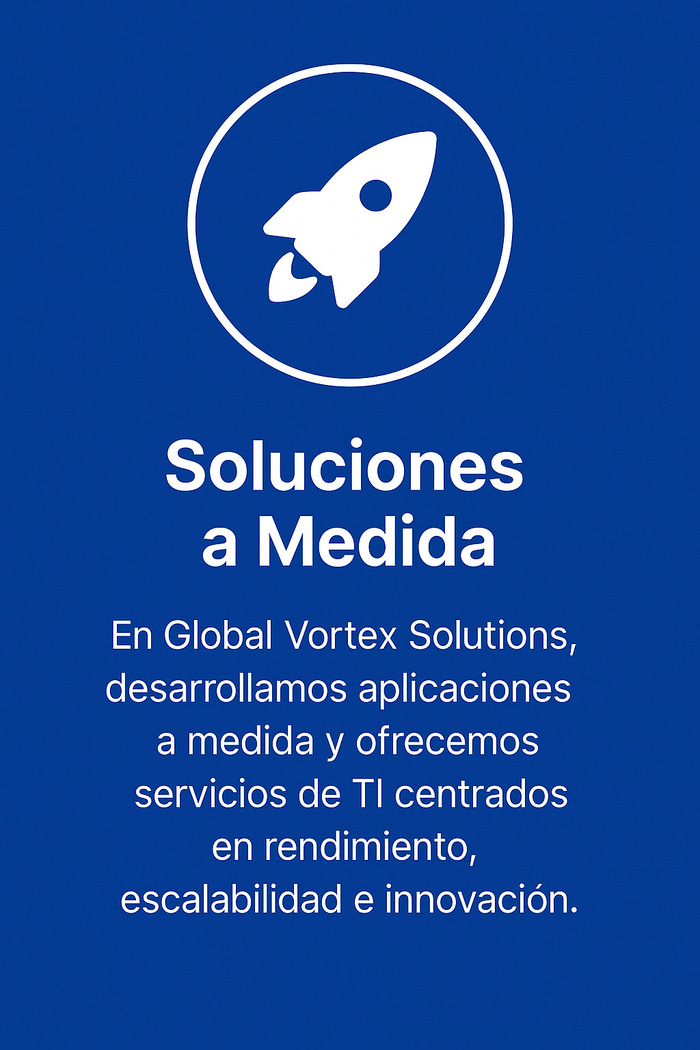 Soluciones
a Medida
En Global Vortex Solutions,
desarrollamos aplicaciones
a medida y ofrecemos
servicios de TI centrados
en rendimiento,
escalabilidad e innovación.